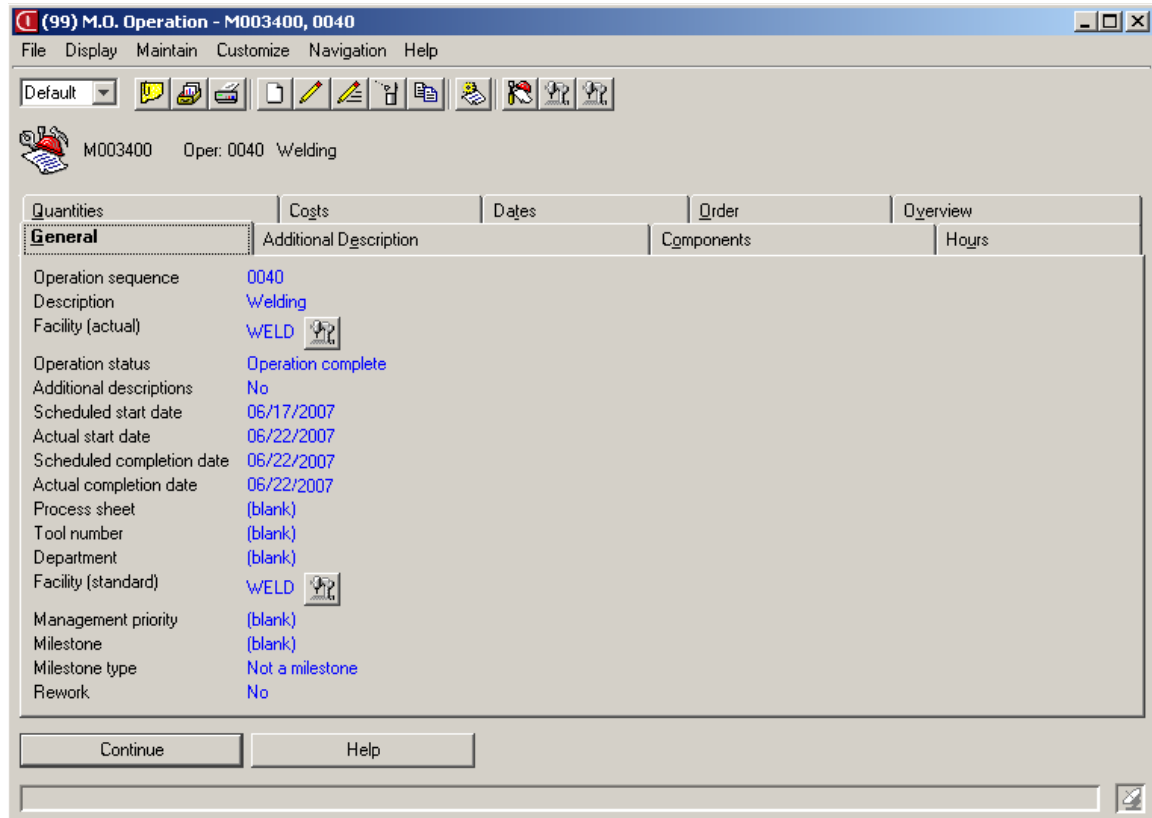 (99) M.O. Operation - M003400, 0040
File Display Maintain Customize Navigation Help
Default
M003400 Oper: 0040 Welding
Quantities Costs Dates Order Overview
General Additional Description Components Hours
Operation sequence 0040
Description Welding
Facility (actual) WELD
Operation status Operation complete
Additional descriptions No
Scheduled start date 06/17/2007
Actual start date 06/22/2007
Scheduled completion date 06/22/2007
Actual completion date 06/22/2007
Process sheet (blank)
Tool number (blank)
Department (blank)
Facility (standard) WELD
Management priority (blank)
Milestone (blank)
Milestone type Not a milestone
Rework No
Continue Help